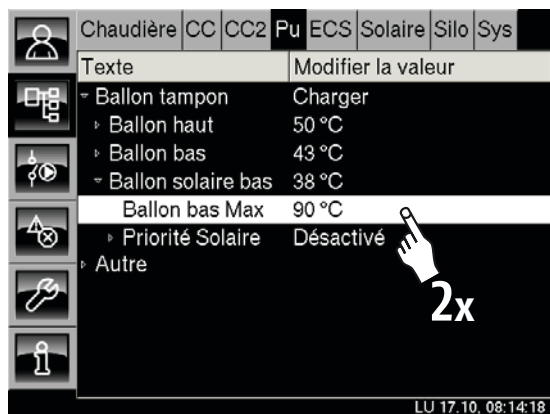 Chaudière CC CC2 Pu ECS Solaire Silo Sys
Texte Modifier la valeur
Ballon tampon Charger
Ballon haut 50 °C
Ballon bas 43 °C
Ballon solaire bas 38 °C
Ballon bas Max 90 °C
Priorité Solaire Désactivé
Autre
2x
LU 17.10, 08:14:18